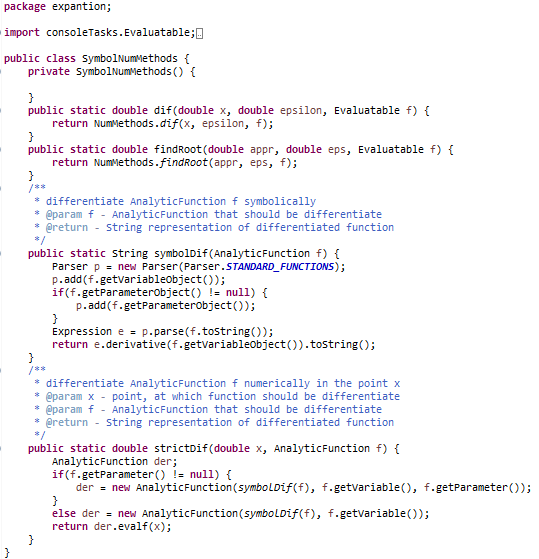 package expantion;
import consoleTasks.Evaluatable;
public class SymbolNumMethods {
private SymbolNumMethods() {
}
public static double dif(double x, double epsilon, Evaluatable f) {
return NumMethods.dif(x, epsilon, f);
}
public static double findRoot(double appr, double eps, Evaluatable f) {
return NumMethods.findRoot(appr, eps, f);
}
/**
* differentiate AnalyticFunction f symbolically
* @param f - AnalyticFunction that should be differentiate
* @return - String representation of differentiated function
*/
public static String symbolDif(AnalyticFunction f) {
Parser p = new Parser(Parser.STANDARD_FUNCTIONS);
p.add(f.getVariableObject());
if(f.getParameterObject() != null) {
p.add(f.getParameterObject());
}
Expression e = p.parse(f.toString());
return e.derivative(f.getVariableObject()).toString();
}
/**
* differentiate AnalyticFunction f numerically in the point x
* @param x - point, at which function should be differentiate
* @param f - AnalyticFunction that should be differentiate
* @return - String representation of differentiated function
*/
public static double strictDif(double x, AnalyticFunction f) {
AnalyticFunction der;
if(f.getParameter() != null) {
der = new AnalyticFunction(symbolDif(f), f.getVariable(), f.getParameter());
}
else der = new AnalyticFunction(symbolDif(f), f.getVariable());
return der.evalf(x);
}
}